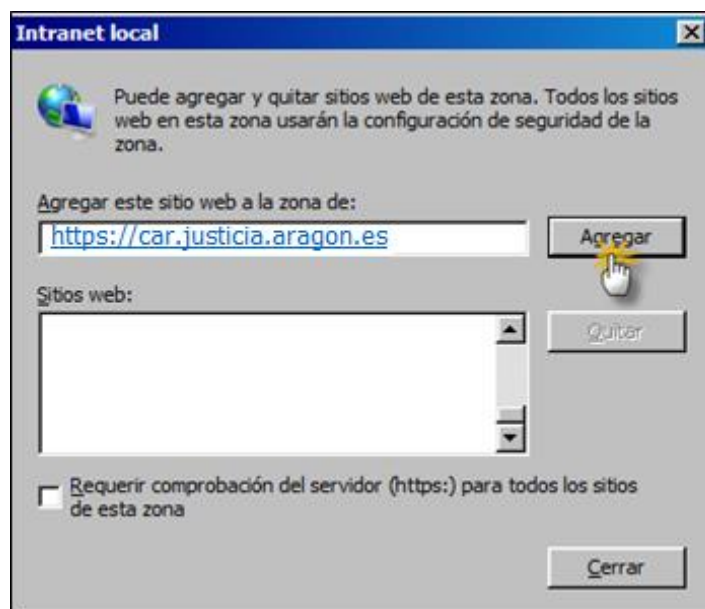 Intranet local
Puede agregar y quitar sitios web de esta zona. Todos los sitios
web en esta zona usarán la configuración de seguridad de la
zona.
Agregar este sitio web a la zona de:
https://car.justicia.aragon.es
Agregar
Sitios web:
Quitar
Requerir comprobación del servidor (https:) para todos los sitios
de esta zona
Cerrar